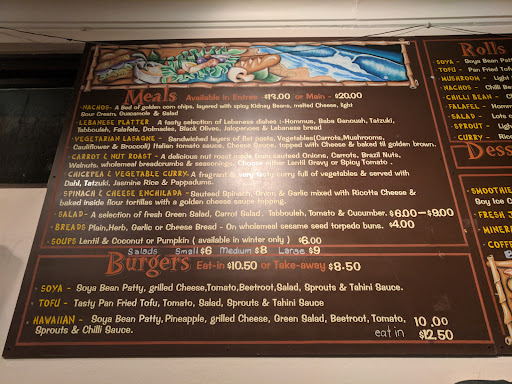 Meals Available in Entree $13.00 or Main - $20.00
-NACHOS- A Bed of golden corn chips, layered with spicy Kidney Beans, melted Cheese, light
Sour Cream, Guacamole & Salad
-LEBANESE PLATTER- A tasty selection of Lebanese dishes :-Hommus, Baba Ganoush, Tatzuki,
Tabbouleh, Falafels, Dolmades, Black Olives, Jalapenoes & Lebanese bread
-VEGETARIAN LASAGNE - Sandwiched layers of flat pasta, Vegetables(Carrots,Mushrooms,
Cauliflower & Broccoli) Italian tomato sauce, Cheese Sauce, topped with Cheese & baked til golden brown.
-CARROT & NUT ROAST - A delicious nut roast made from sauteed Onions, Carrots, Brazil Nuts,
Walnuts, wholemeal breadcrumbs & seasonings. Choose either Lentil Gravy or Spicy Tomato -
CHICKPEA & VEGETABLE CURRY- A fragrant & very tasty curry full of vegetables & served with
Dahl, Tatzuki, Jasmine Rice & Pappadums.
SPINACH & CHEESE ENCHILADA - Sauteed Spinach, Onion & Garlic mixed with Ricotta Cheese &
baked inside flour tortillas with a golden cheese sauce topping.
-SALAD- A selection of fresh Green Salad, Carrot Salad, Tabbouleh, Tomato & Cucumber. $6.00-$9.00
-BREADS Plain,Herb, Garlic or Cheese Bread - On wholemeal sesame seed torpedo buns. $4.00
-SOUPS Lentil & Coconut or Pumpkin ( available in winter only ) $6.00
Salads Small $6 Medium $8 Large $9
Burgers Eat-in $10.50 or Take-away $8.50
-SOYA - Soya Bean Patty, grilled Cheese,Tomato,Beetroot,Salad, Sprouts & Tahini Sauce.
-TOFU - Tasty Pan Fried Tofu, Tomato, Salad, Sprouts & Tahini Sauce
-HAWAIIAN - Soya Bean Patty,Pineapple, grilled Cheese, Green Salad, Beetroot, Tomato,
Sprouts & Chilli Sauce.
10.00
eat in $12.50
Rolls
SOYA - Soya Bean Pat
TOFU - Pan Fried Tof
MUSHROOM - Light
NACHOS - Chilli Be
CHILLI BEAN - C
FALAFEL - Homm
SALAD - Lots o
SPROUT - Ligh
CURRY - Ric
Dess
SMOOTHIE
Soy Ice C
FRESH J
MINERA
COFFE